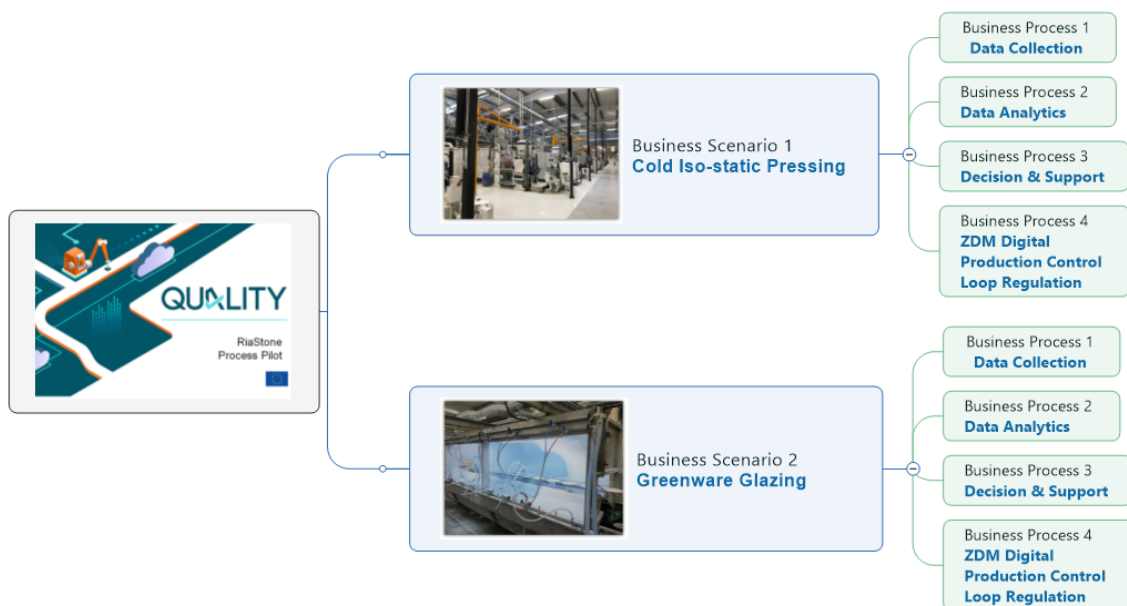 QUALITY
RiaStone
Process Pilot
Business Scenario 1
Cold Iso-static Pressing
Business Process 1
Data Collection
Business Process 2
Data Analytics
Business Process 3
Decision & Support
Business Process 4
ZDM Digital
Production Control
Loop Regulation
Business Scenario 2
Greenware Glazing
Business Process 1
Data Collection
Business Process 2
Data Analytics
Business Process 3
Decision & Support
Business Process 4
ZDM Digital
Production Control
Loop Regulation